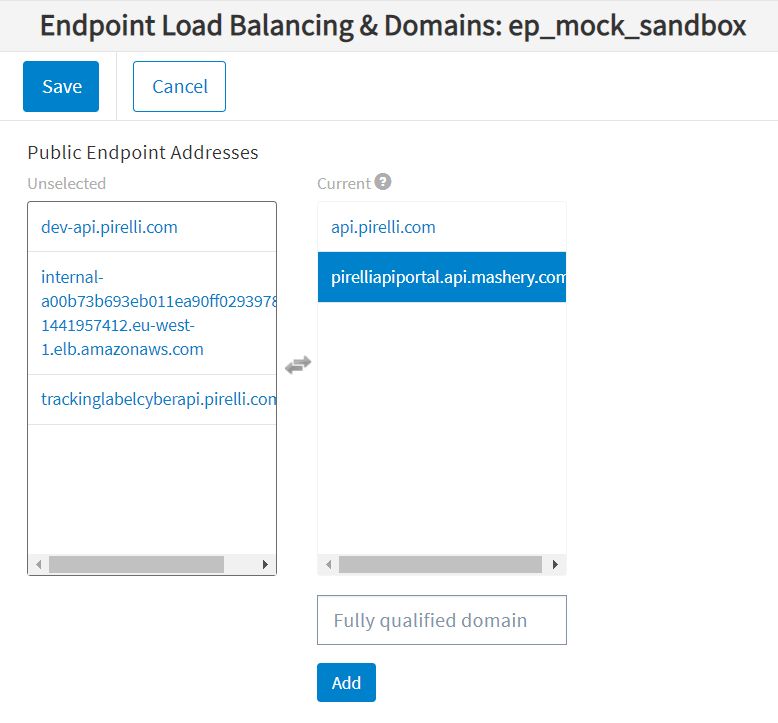 Endpoint Load Balancing & Domains: ep_mock_sandbox
Save
Cancel
Public Endpoint Addresses
Unselected
Current ?
dev-api.pirelli.com
internal-
a00b73b693eb011ea90ff0293978
1441957412.eu-west-
1.elb.amazonaws.com
trackinglabelcyberapi.pirelli.com
api.pirelli.com
pirelliapiportal.api.mashery.com
Fully qualified domain
Add